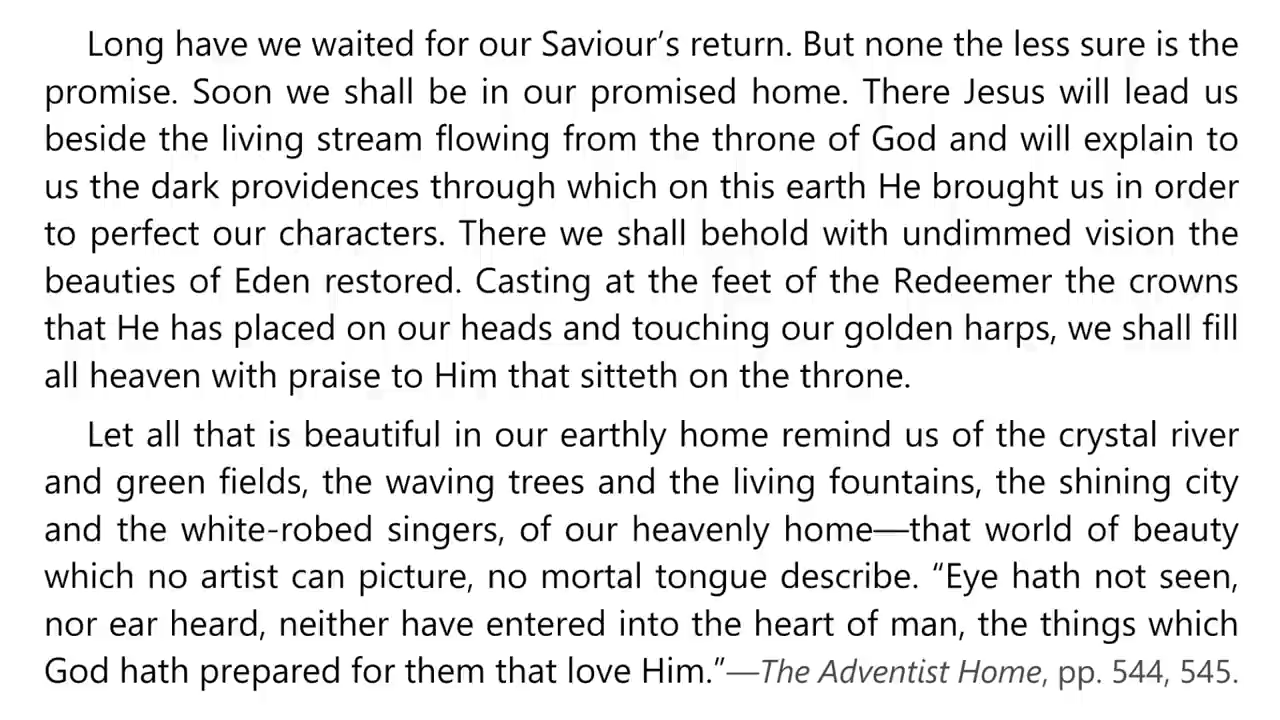 Long have we waited for our Saviour’s return. But none the less sure is the
promise. Soon we shall be in our promised home. There Jesus will lead us
beside the living stream flowing from the throne of God and will explain to
us the dark providences through which on this earth He brought us in order
to perfect our characters. There we shall behold with undimmed vision the
beauties of Eden restored. Casting at the feet of the Redeemer the crowns
that He has placed on our heads and touching our golden harps, we shall fill
all heaven with praise to Him that sitteth on the throne.
Let all that is beautiful in our earthly home remind us of the crystal river
and green fields, the waving trees and the living fountains, the shining city
and the white-robed singers, of our heavenly home—that world of beauty
which no artist can picture, no mortal tongue describe. “Eye hath not seen,
nor ear heard, neither have entered into the heart of man, the things which
God hath prepared for them that love Him.”—The Adventist Home, pp. 544, 545.